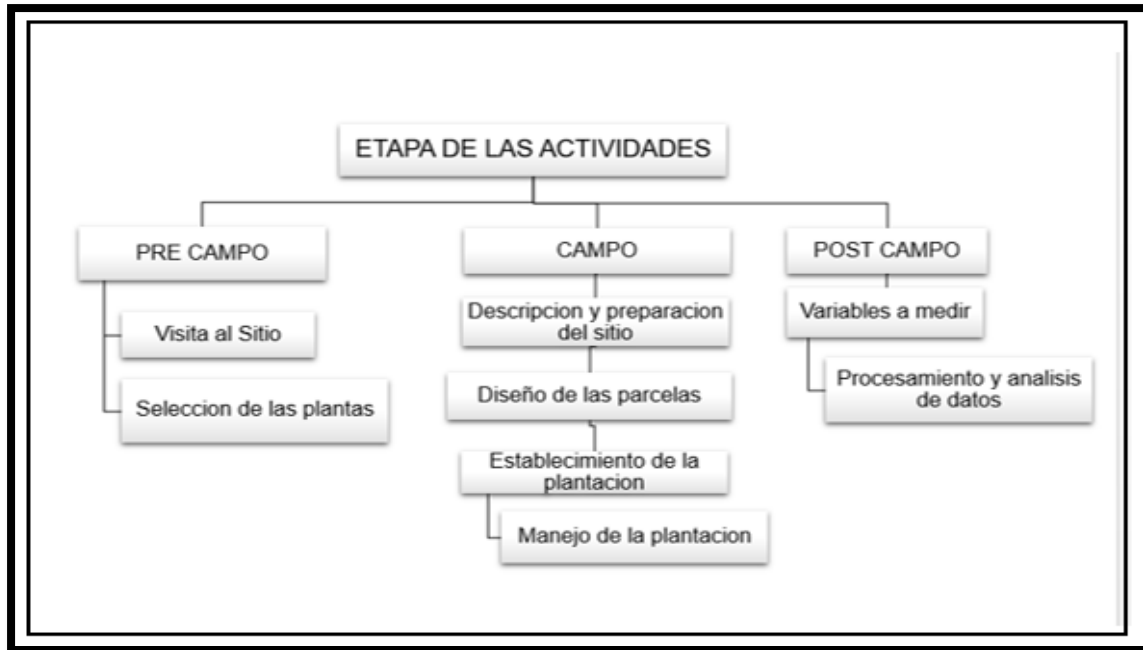 ETAPA DE LAS ACTIVIDADES
PRE CAMPO
Visita al Sitio
Seleccion de las plantas
CAMPO
Descripcion y preparacion
del sitio
Diseño de las parcelas
Establecimiento de la
plantacion
Manejo de la plantacion
POST CAMPO
Variables a medir
Procesamiento y analisis
de datos